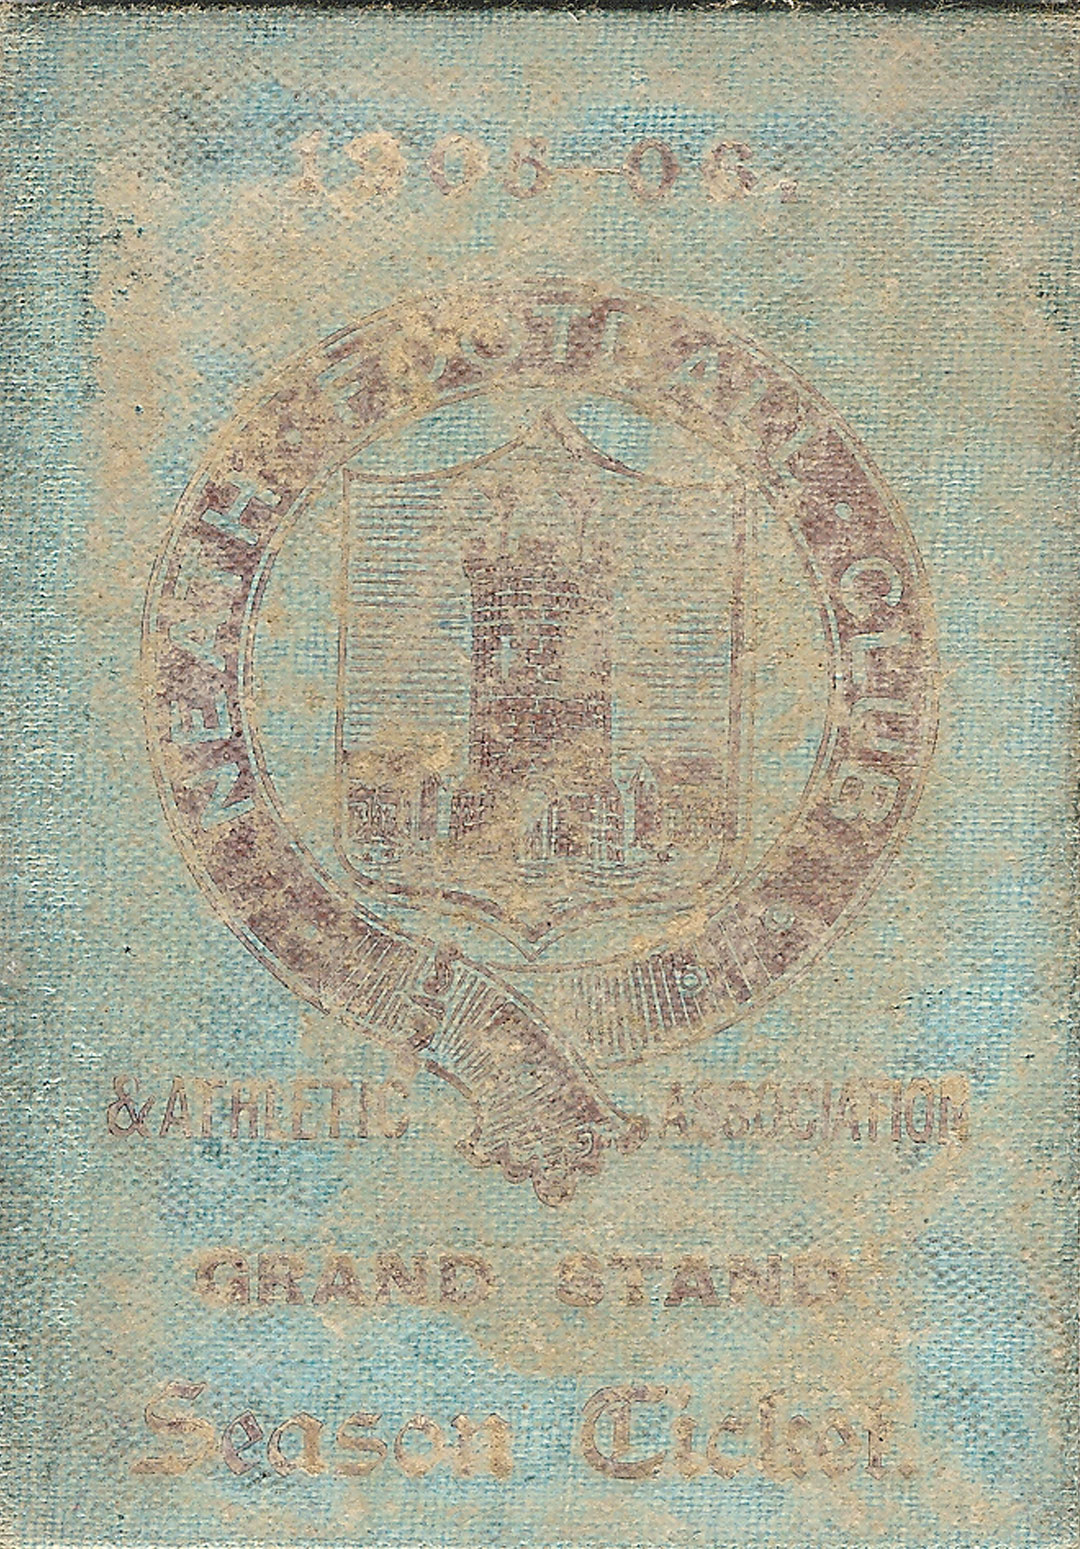 1905-06.
NEATH · FOOTBALL · CLUB
& ATHLETIC ASSOCIATION
GRAND STAND
Season Ticket.